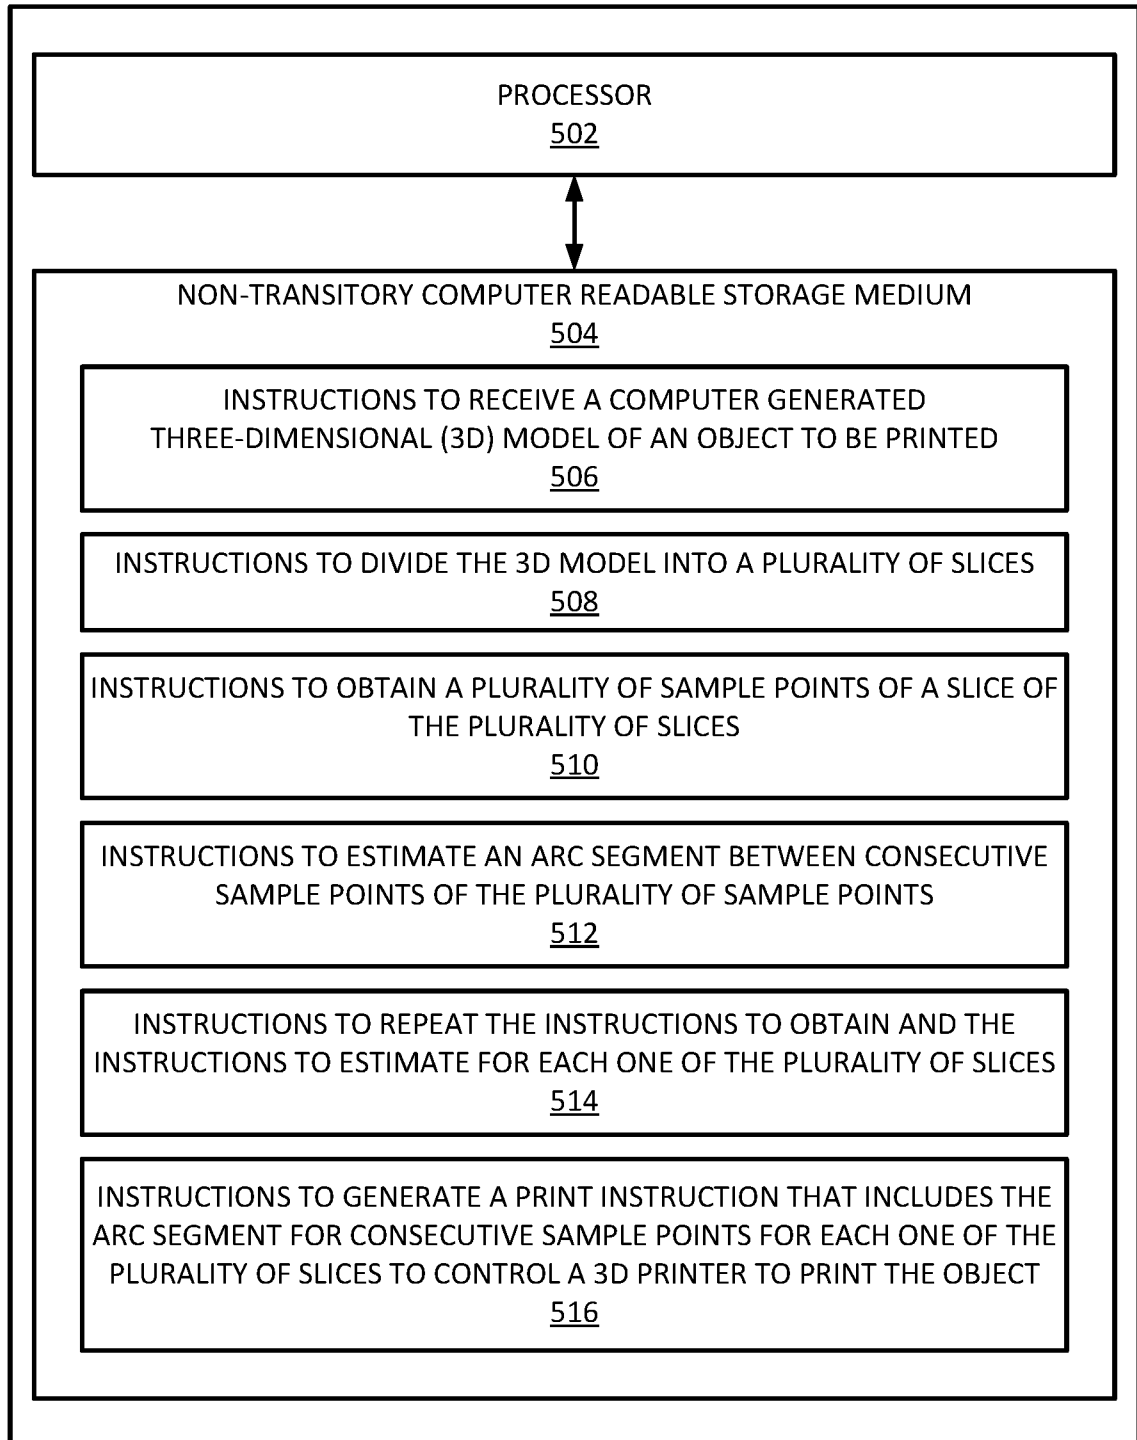 PROCESSOR
502
NON-TRANSITORY COMPUTER READABLE STORAGE MEDIUM
504
INSTRUCTIONS TO RECEIVE A COMPUTER GENERATED
THREE-DIMENSIONAL (3D) MODEL OF AN OBJECT TO BE PRINTED
506
INSTRUCTIONS TO DIVIDE THE 3D MODEL INTO A PLURALITY OF SLICES
508
INSTRUCTIONS TO OBTAIN A PLURALITY OF SAMPLE POINTS OF A SLICE OF
THE PLURALITY OF SLICES
510
INSTRUCTIONS TO ESTIMATE AN ARC SEGMENT BETWEEN CONSECUTIVE
SAMPLE POINTS OF THE PLURALITY OF SAMPLE POINTS
512
INSTRUCTIONS TO REPEAT THE INSTRUCTIONS TO OBTAIN AND THE
INSTRUCTIONS TO ESTIMATE FOR EACH ONE OF THE PLURALITY OF SLICES
514
INSTRUCTIONS TO GENERATE A PRINT INSTRUCTION THAT INCLUDES THE
ARC SEGMENT FOR CONSECUTIVE SAMPLE POINTS FOR EACH ONE OF THE
PLURALITY OF SLICES TO CONTROL A 3D PRINTER TO PRINT THE OBJECT
516